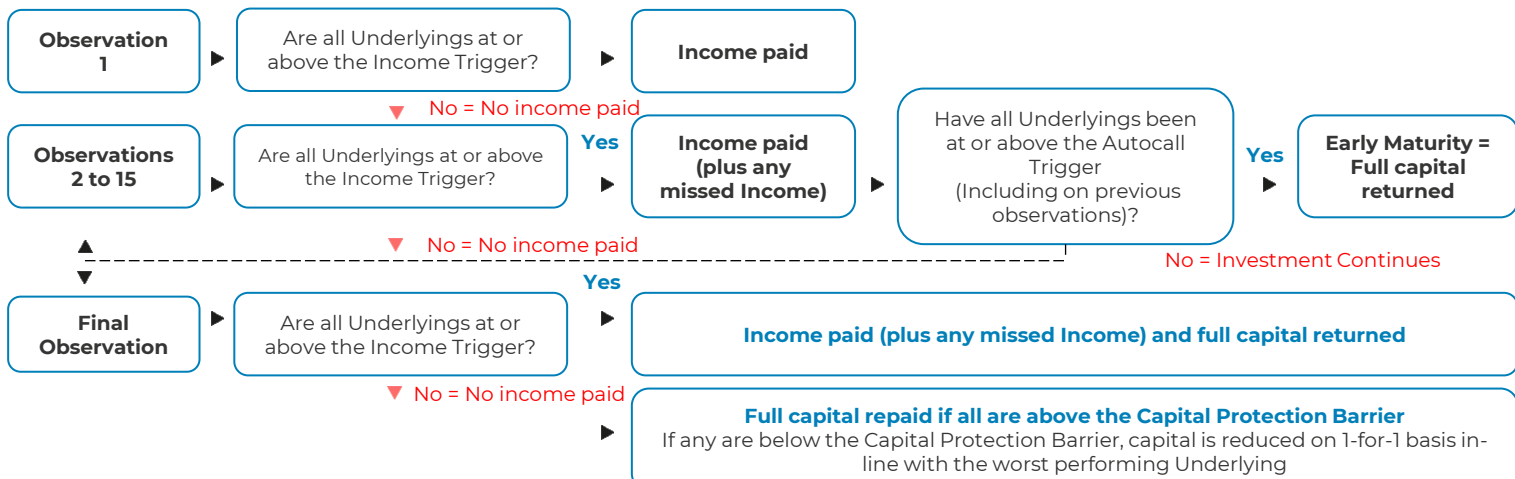 Observation
1
Are all Underlyings at or
above the Income Trigger?
Income paid
No = No income paid
Observations
2 to 15
Are all Underlyings at or above
the Income Trigger?
Yes
Income paid
(plus any
missed Income)
Have all Underlyings been
at or above the Autocall
Trigger
(Including on previous
observations)?
Yes
Early Maturity =
Full capital
returned
No = No income paid
No = Investment Continues
Final
Observation
Are all Underlyings at or
above the Income Trigger?
Yes
Income paid (plus any missed Income) and full capital returned
No = No income paid
Full capital repaid if all are above the Capital Protection Barrier
If any are below the Capital Protection Barrier, capital is reduced on 1-for-1 basis in-
line with the worst performing Underlying